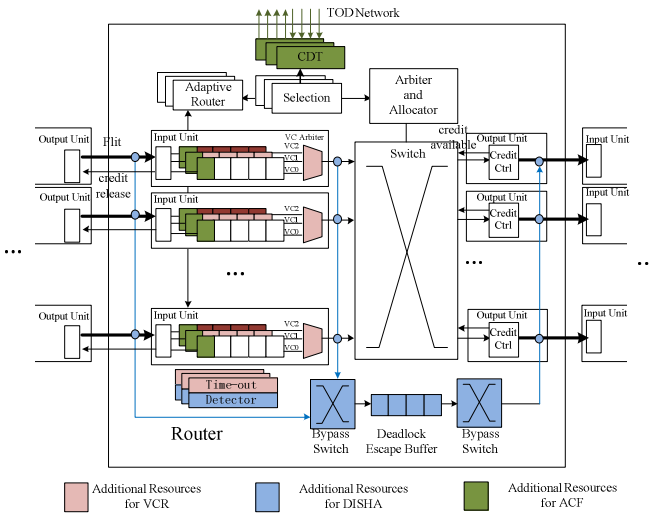 TOD Network
CDT
Adaptive
Router
Selection
Arbiter
and
Allocator
Output Unit
Flit
credit
release
Input Unit
VC Arbiter
VC2
VC1
VC0
Switch
credit
available
Output Unit
Credit
Ctrl
Input Unit
Output Unit
Input Unit
VC2
VC1
VC0
Output Unit
Credit
Ctrl
Input Unit
...
...
...
..
Output Unit
Input Unit
VC2
VC1
VC0
Output Unit
Credit
Ctrl
Input Unit
Time-out
Detector
Router
Bypass
Switch
Deadlock
Escape Buffer
Bypass
Switch
Additional Resources
for VCR
Additional Resources
for DISHA
Additional Resources
for ACF